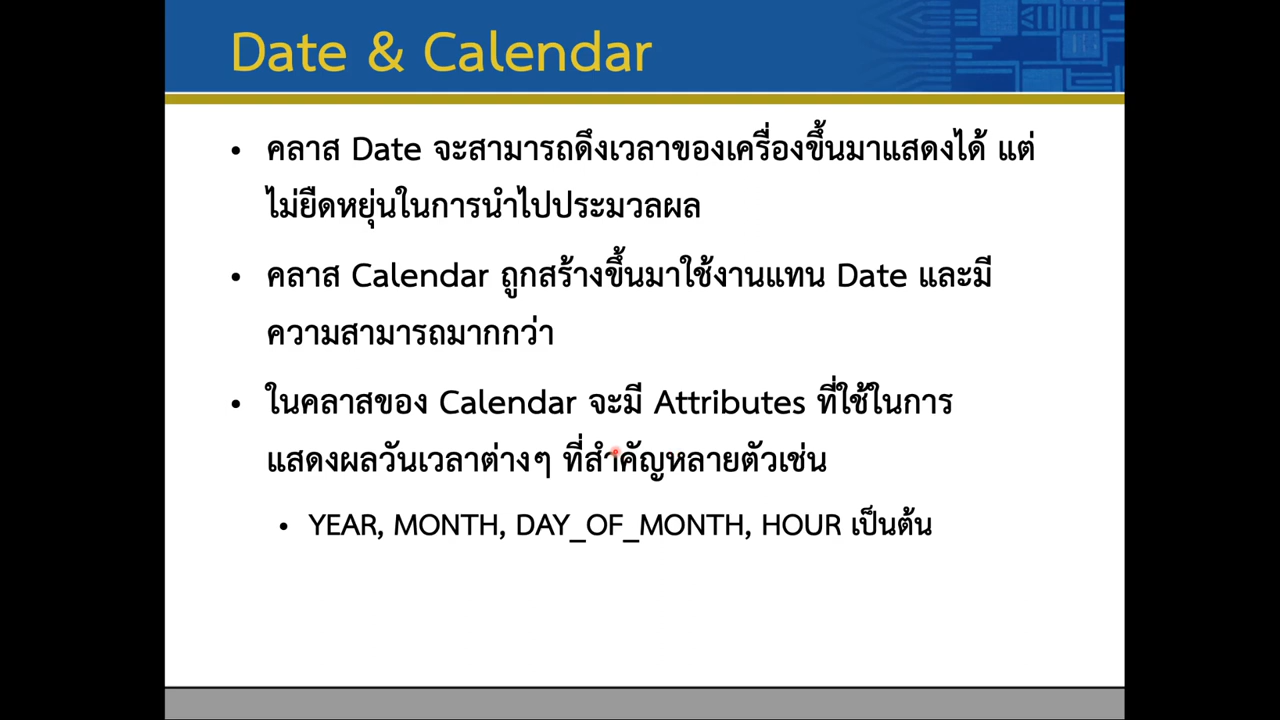 Date & Calendar
• คลาส Date จะสามารถดึงเวลาของเครื่องขึ้นมาแสดงได้ แต่
ไม่ยืดหยุ่นในการนำไปประมวลผล
• คลาส Calendar ถูกสร้างขึ้นมาใช้งานแทน Date และมี
ความสามารถมากกว่า
• ในคลาสของ Calendar จะมี Attributes ที่ใช้ในการ
แสดงผลวันเวลาต่างๆ ที่สำคัญหลายตัวเช่น
• YEAR, MONTH, DAY_OF_MONTH, HOUR เป็นต้น